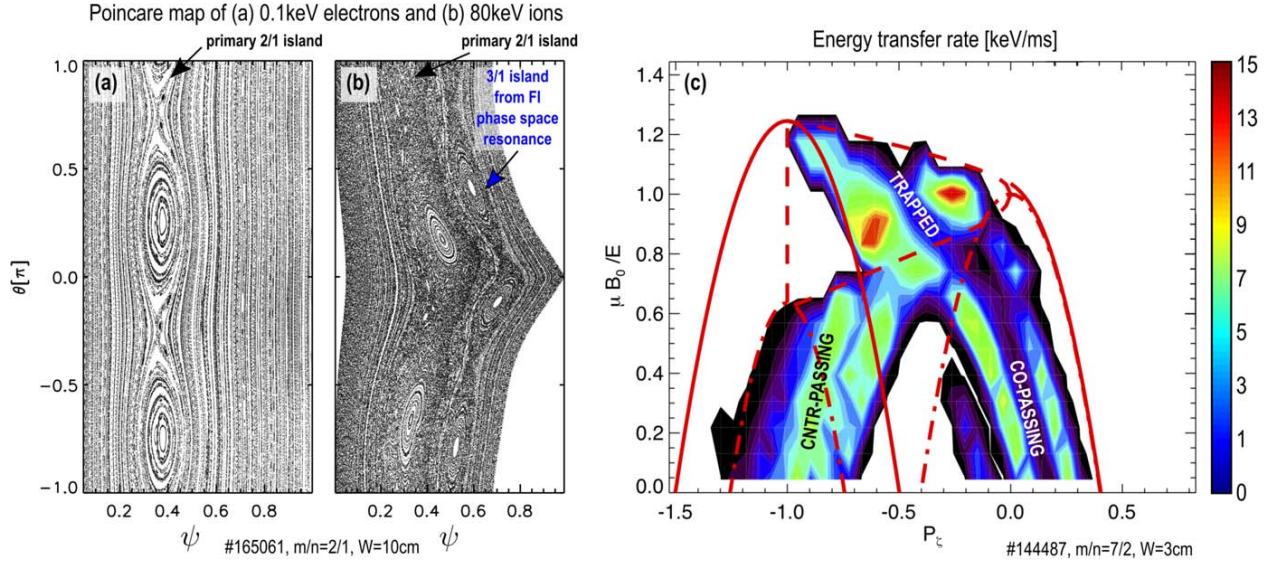 Poincare map of (a) 0.1keV electrons and (b) 80keV ions
primary 2/1 island
primary 2/1 island
(a)
(b)
3/1 island
from FI
phase space
resonance
1.0
0.5
0.0
−0.5
−1.0
θ[π]
0.2 0.4 0.6 0.8
0.2 0.4 0.6 0.8
ψ
ψ
#165061, m/n=2/1, W=10cm
Energy transfer rate [keV/ms]
(c)
1.4
1.2
1.0
0.8
0.6
0.4
0.2
0.0
μ B₀ /E
TRAPPED
CNTR-PASSING
CO-PASSING
-1.5 -1.0 -0.5 0.0 0.5
P_ζ
15
13
11
9
7
5
3
1
0
#144487, m/n=7/2, W=3cm